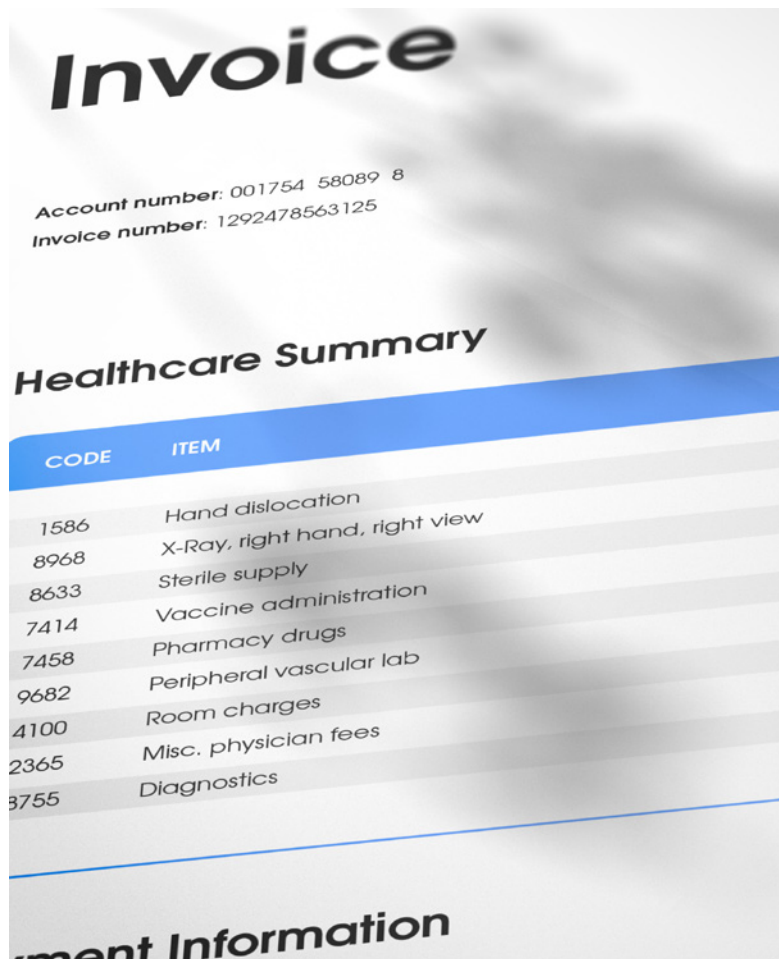 Invoice
Account number: 001754 58089 8
Invoice number: 1292478563125
Healthcare Summary
CODE ITEM
1586 Hand dislocation
8968 X-Ray, right hand, right view
8633 Sterile supply
7414 Vaccine administration
7458 Pharmacy drugs
9682 Peripheral vascular lab
4100 Room charges
2365 Misc. physician fees
Diagnostics
ment Information